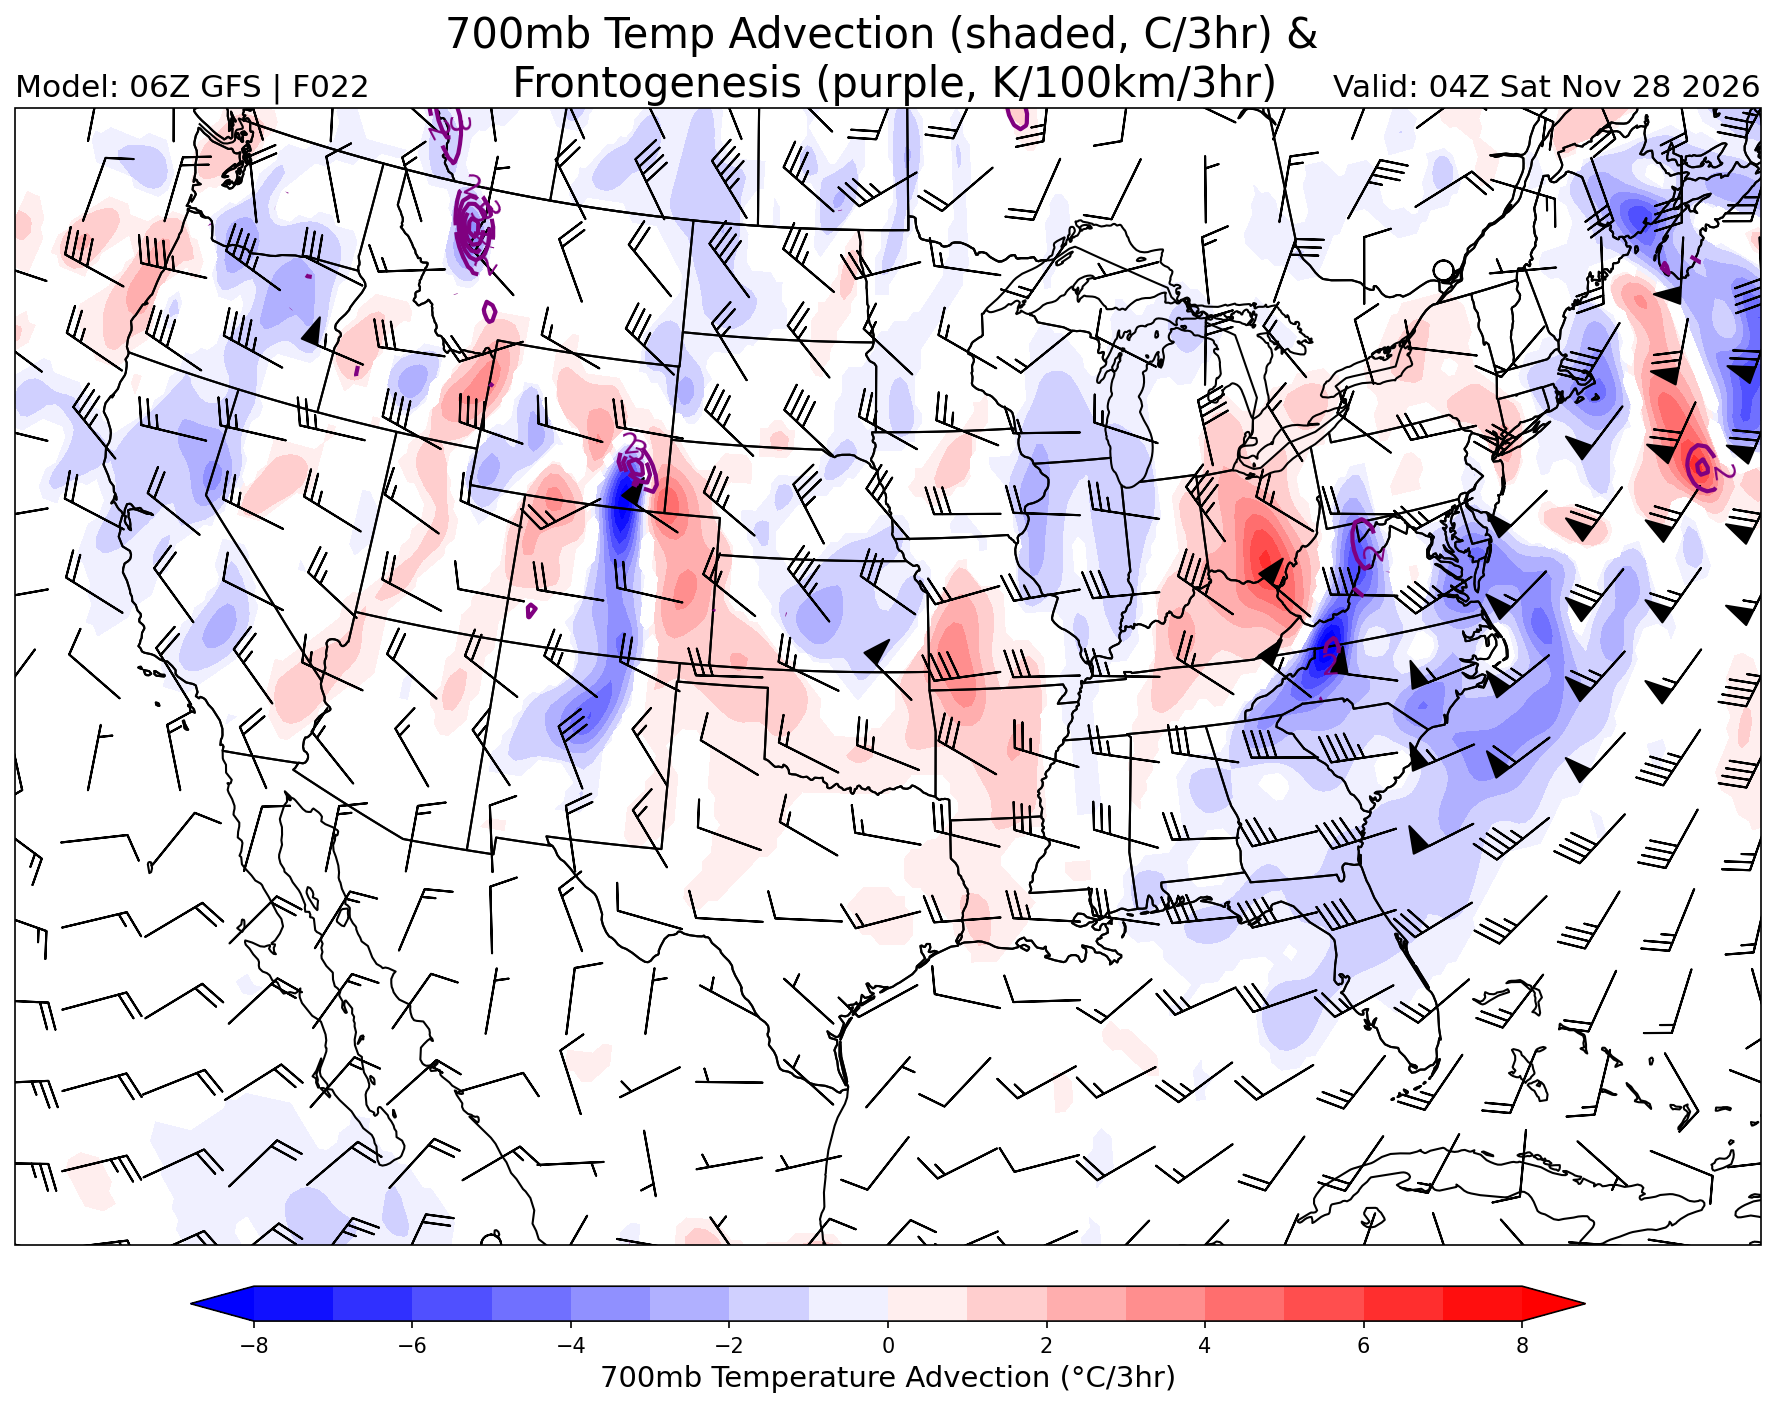 700mb Temp Advection (shaded, C/3hr) &
Model: 06Z GFS | F022
Frontogenesis (purple, K/100km/3hr)
Valid: 04Z Sat Nov 28 2026
−8 −6 −4 −2 0 2 4 6 8
700mb Temperature Advection (°C/3hr)